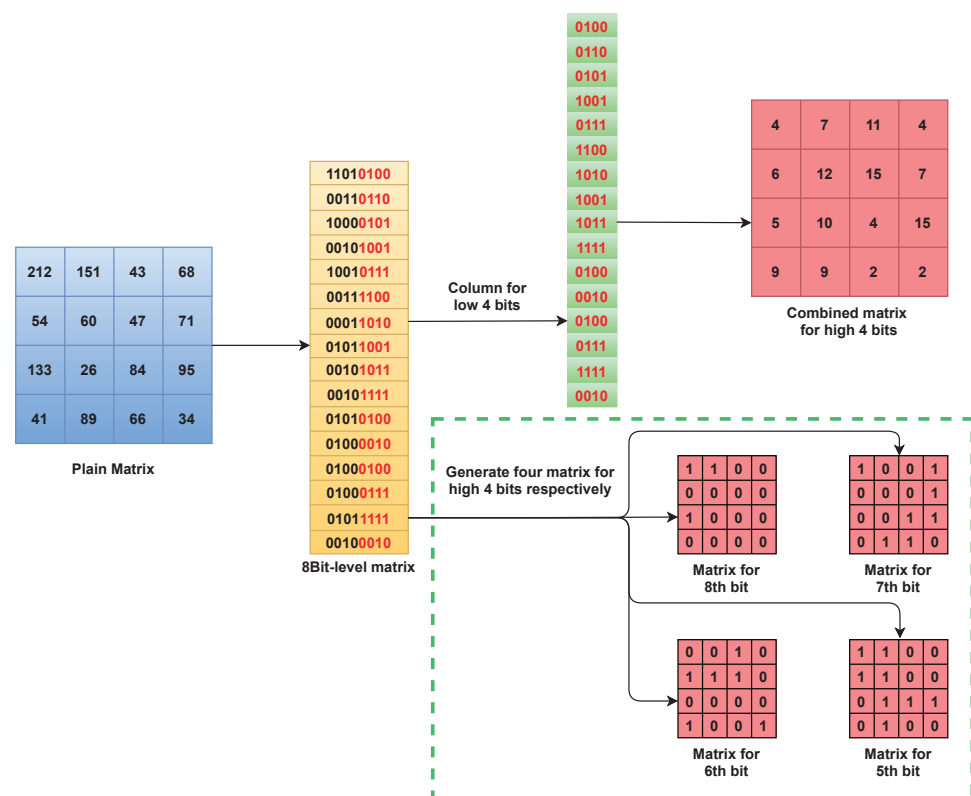 212 151 43 68
54 60 47 71
133 26 84 95
41 89 66 34
Plain Matrix
11010100
00110110
10000101
00101001
10010111
00111100
00011010
01011001
00101011
00101111
01010100
01000010
01000100
01000111
01011111
00100010
8Bit-level matrix
Column for
low 4 bits
0100
0110
0101
1001
0111
1100
1010
1001
1011
1111
0100
0010
0100
0111
1111
0010
4 7 11 4
6 12 15 7
5 10 4 15
9 9 2 2
Combined matrix
for high 4 bits
Generate four matrix for
high 4 bits respectively
1 1 0 0
0 0 0 0
1 0 0 0
0 0 0 0
Matrix for
8th bit
1 0 0 1
0 0 0 1
0 0 1 1
0 1 1 0
Matrix for
7th bit
0 0 1 0
1 1 1 0
0 0 0 0
1 0 0 1
Matrix for
6th bit
1 1 0 0
1 1 0 0
0 1 1 1
0 1 0 0
Matrix for
5th bit